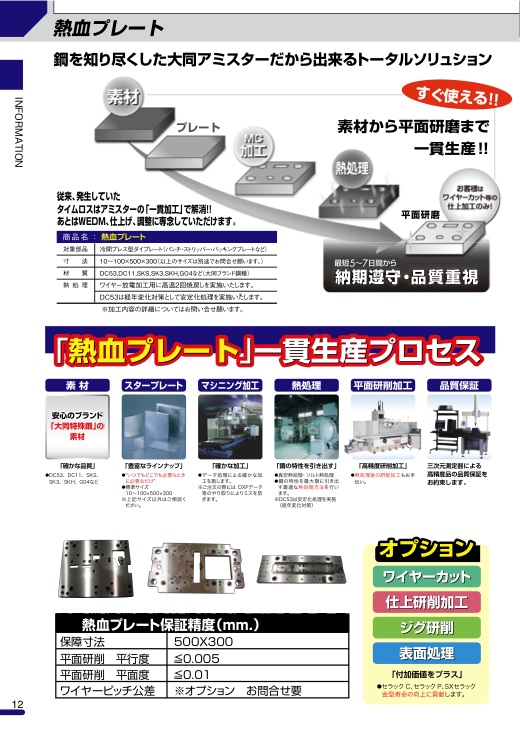 熱血プレート
鋼を知り尽くした大同アミスターだから出来るトータルソリュション
INFORMATION
素材
プレート
MC
加工
熱処理
平面研磨
すぐ使える!!
素材から平面研磨まで
一貫生産!!
お客様は
ワイヤーカット等の
仕上加工のみ!
最短5〜7日間から
納期遵守・品質重視
従来、発生していた
タイムロスはアミスターの「一貫加工」で解消!!
あとはWEDM、仕上げ、調整に専念していただけます。
商品名：熱血プレート
対象部品 冷間プレス型ダイプレート(パンチ・ストリッパー・バッキングプレートなど)
寸法 10〜100×500×300(以上のサイズは別途でお問合せ願います。)
材質 DC53,DC11,SKS,SK3,SKH,GO4など(大同ブランド鋼種)
熱処理 ワイヤー放電加工用に高温2回焼戻しを実施いたします。
DC53は経年変化対策として安定化処理を実施いたします。
※加工内容の詳細についてはお問い合せ願います。
「熱血プレート」一貫生産プロセス
素材
安心のブランド
「大同特殊鋼」の
素材
「確かな品質」
●DC53、DC11、SKS、
SK3、SKH、G04など
スタープレート
「豊富なラインナップ」
●"いつでもどこでも必要なとき
に必要なだけ"
●標準サイズ
10〜100×500×300
※上記サイズ以外はご相談く
ださい。
マシニング加工
「確かな加工」
●データ処理による確かな加
工を施します。
※ご注文の際には DXFデータ
等のやり取りによりミスを防
ぎます。
熱処理
「鋼の特性を引き出す」
●真空熱処理・ソルト熱処理
●鋼の特性を最大限に引き出
す最適な熱処理方法を行い
ます。
※DC53は安定化処理を実施
(経年変化対策)
平面研削加工
「高精度研削加工」
●熱処理後の研削加工もお手
伝い。
品質保証
三次元測定器による
高精度品の品質保証を
お約束します。
オプション
ワイヤーカット
仕上研削加工
ジグ研削
表面処理
「付加価値をプラス」
●セラック C、セラック P、SXセラック
金型寿命の向上に貢献します。
熱血プレート保証精度(mm.)
保障寸法 500X300
平面研削 平行度 ≦0.005
平面研削 平面度 ≦0.01
ワイヤーピッチ公差 ※オプション お問合せ要
12